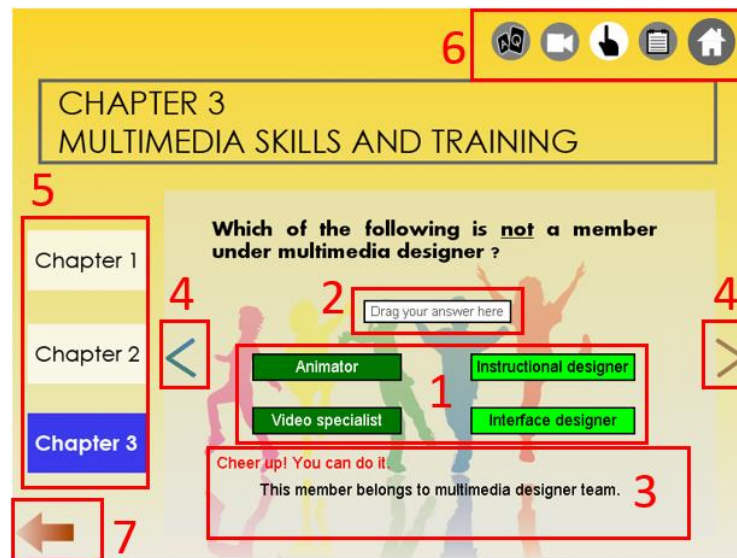 6
A Q
CHAPTER 3
MULTIMEDIA SKILLS AND TRAINING
5
Chapter 1
Chapter 2
Chapter 3
Which of the following is not a member
under multimedia designer ?
4
4
2
Drag your answer here
Animator
Instructional designer
1
Video specialist
Interface designer
Cheer up! You can do it.
This member belongs to multimedia designer team.
3
7